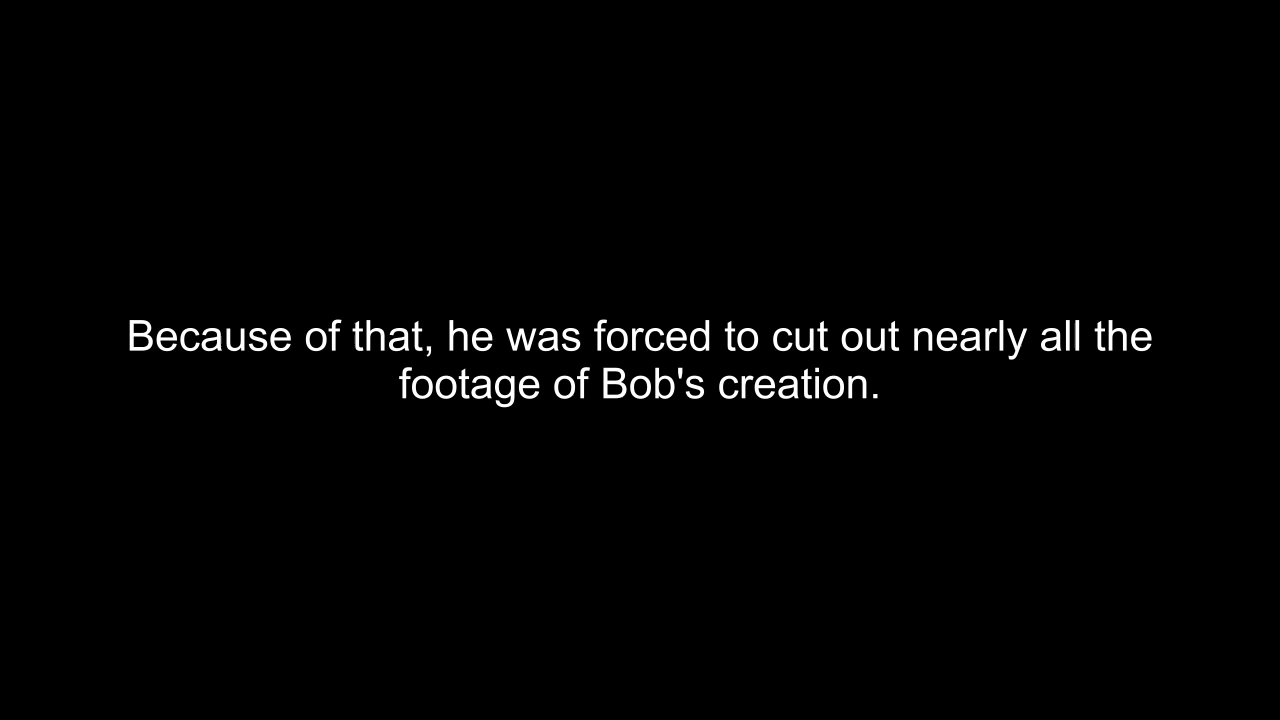 Because of that, he was forced to cut out nearly all the
footage of Bob's creation.